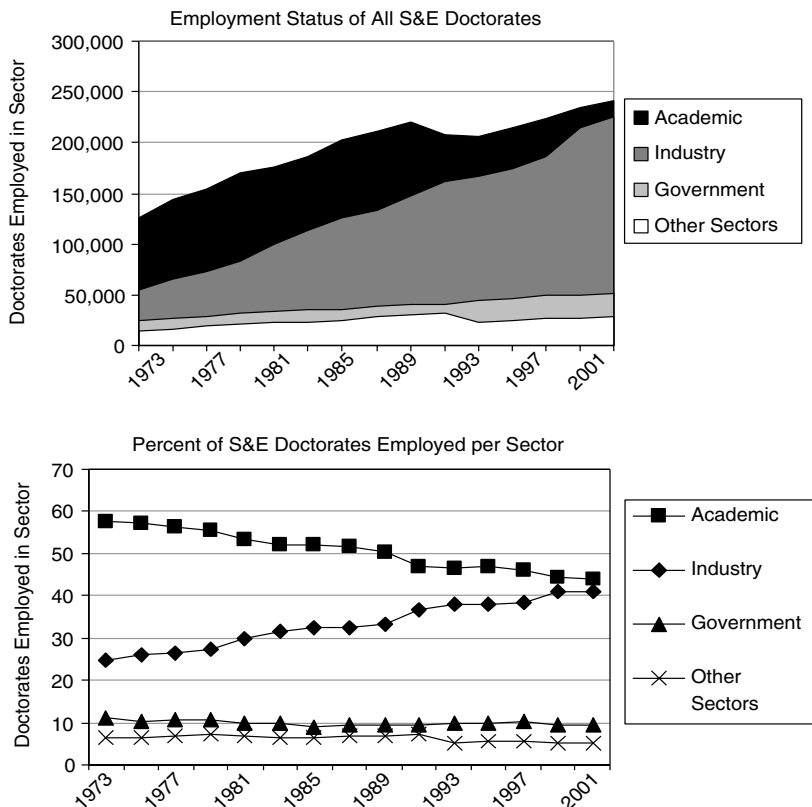 Employment Status of All S&E Doctorates
Doctorates Employed in Sector
300,000
250,000
200,000
150,000
100,000
50,000
0
1973
1977
1981
1985
1989
1993
1997
2001
Academic
Industry
Government
Other Sectors
Percent of S&E Doctorates Employed per Sector
Doctorates Employed in Sector
70
60
50
40
30
20
10
0
1973
1977
1981
1985
1989
1993
1997
2001
Academic
Industry
Government
Other
Sectors